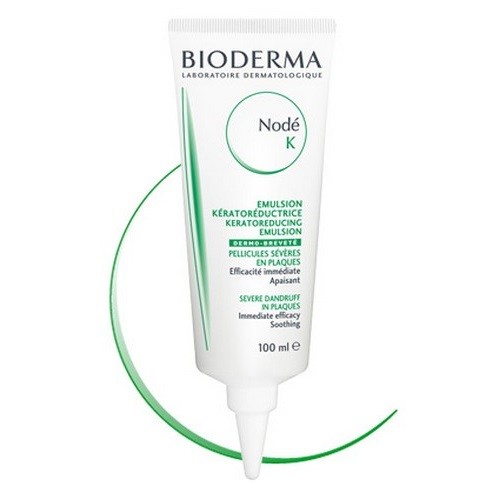 BIODERMA
LABORATOIRE DERMATOLOGIQUE
Nodé
K
EMULSION
KÉRATORÉDUCTRICE
KERATOREDUCING
EMULSION
DERMO-BREVETÉ
PELLICULES SÉVÈRES
EN PLAQUES
Efficacité immédiate
Apaisant
SEVERE DANDRUFF
IN PLAQUES
Immediate efficacy
Soothing
100 ml e